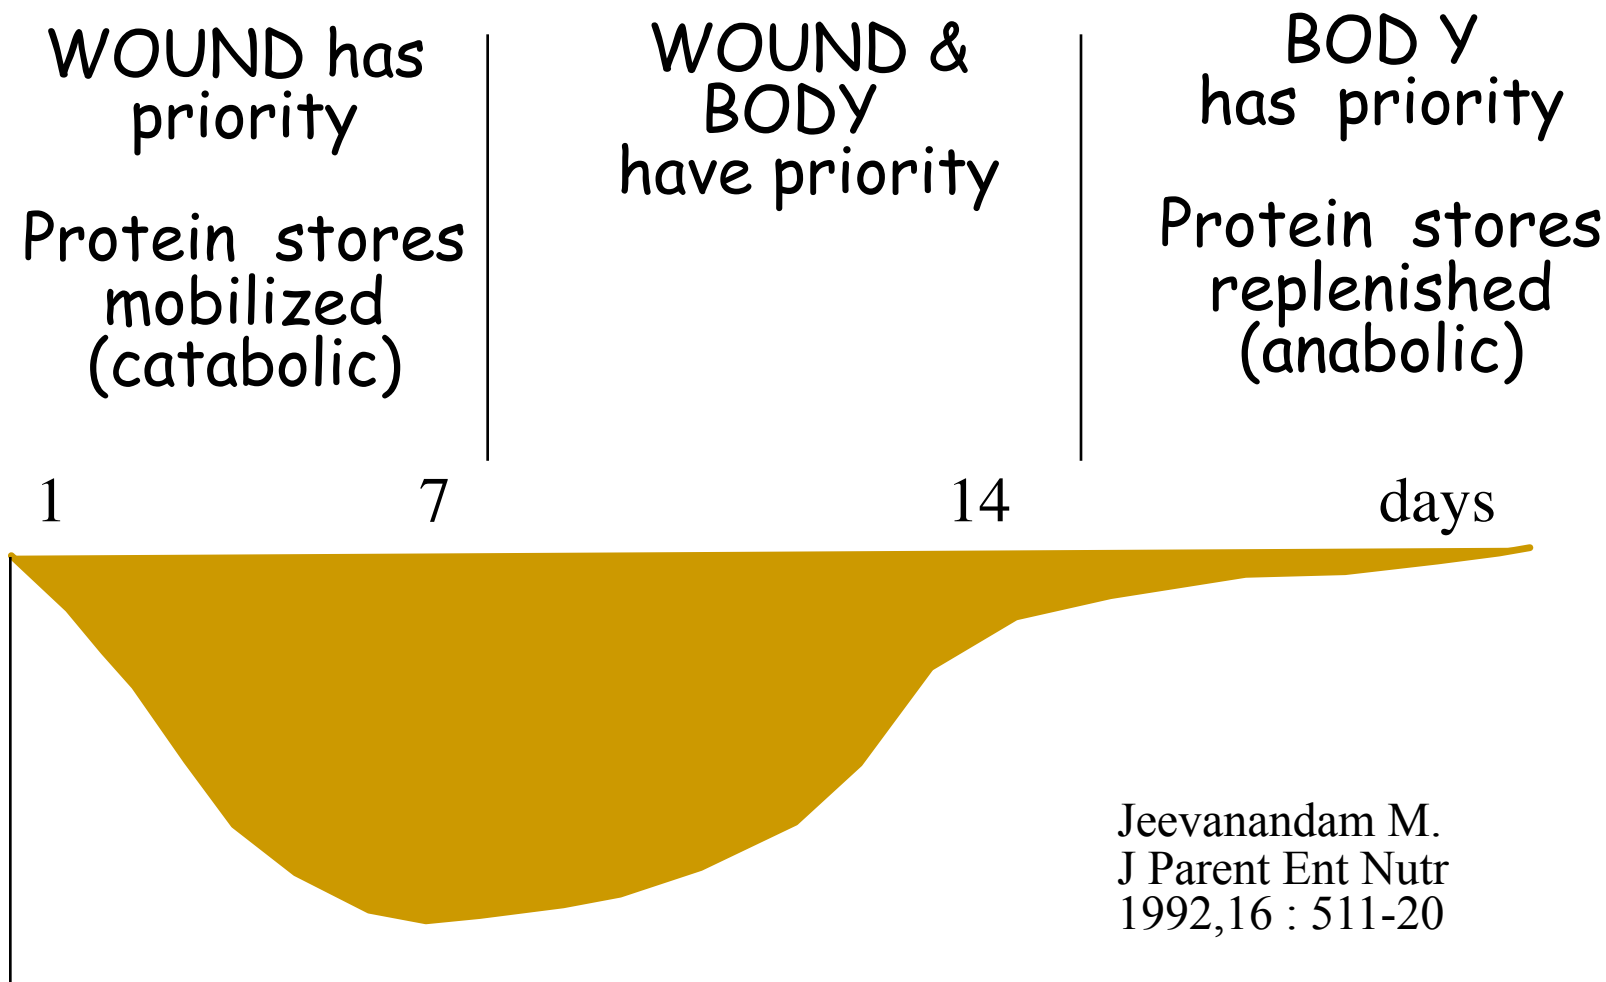 WOUND has
priority
Protein stores
mobilized
(catabolic)
WOUND &
BODY
have priority
BOD Y
has priority
Protein stores
replenished
(anabolic)
1
7
14
days
Jeevanandam M.
J Parent Ent Nutr
1992,16 : 511-20